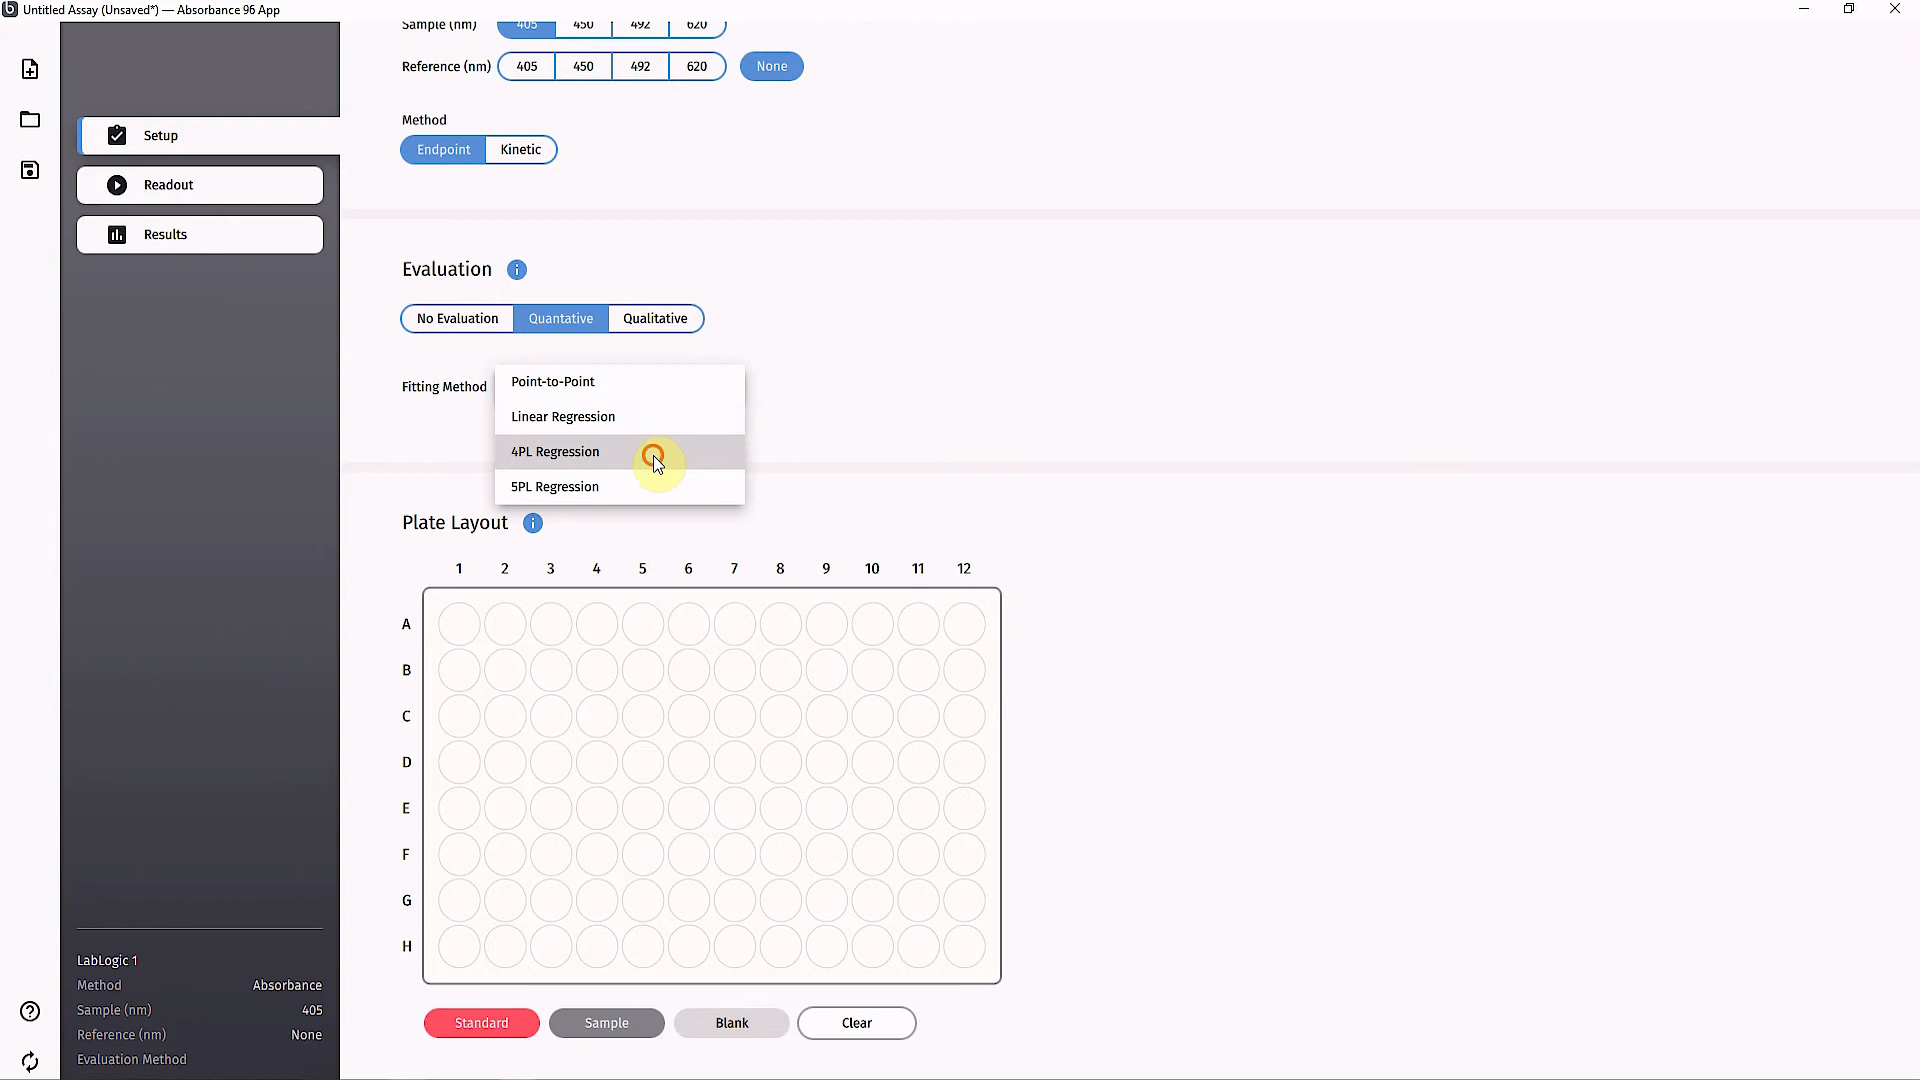 Untitled Assay (Unsaved*) — Absorbance 96 App
Sample (nm) 405 450 492 620
Reference (nm) 405 450 492 620 None
Method
Endpoint Kinetic
Setup
Readout
Results
Evaluation i
No Evaluation Quantative Qualitative
Fitting Method
Point-to-Point
Linear Regression
4PL Regression
5PL Regression
Plate Layout i
1 2 3 4 5 6 7 8 9 10 11 12
A
B
C
D
E
F
G
H
Standard Sample Blank Clear
LabLogic 1
Method Absorbance
Sample (nm) 405
Reference (nm) None
Evaluation Method